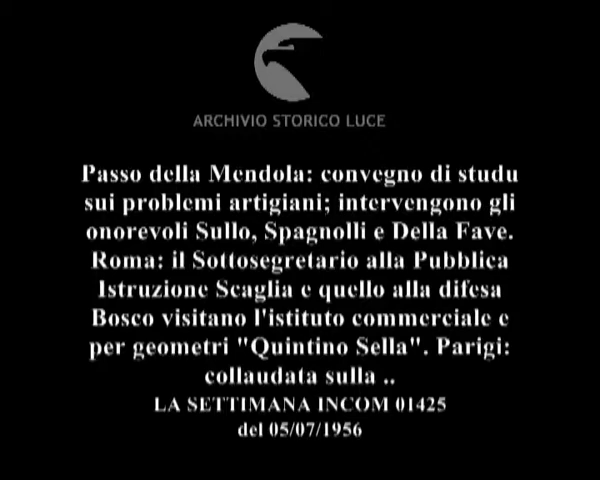 ARCHIVIO STORICO LUCE
Passo della Mendola: convegno di studu
sui problemi artigiani; intervengono gli
onorevoli Sullo, Spagnolli e Della Fave.
Roma: il Sottosegretario alla Pubblica
Istruzione Scaglia e quello alla difesa
Bosco visitano l'istituto commerciale e
per geometri "Quintino Sella". Parigi:
collaudata sulla ..
LA SETTIMANA INCOM 01425
del 05/07/1956